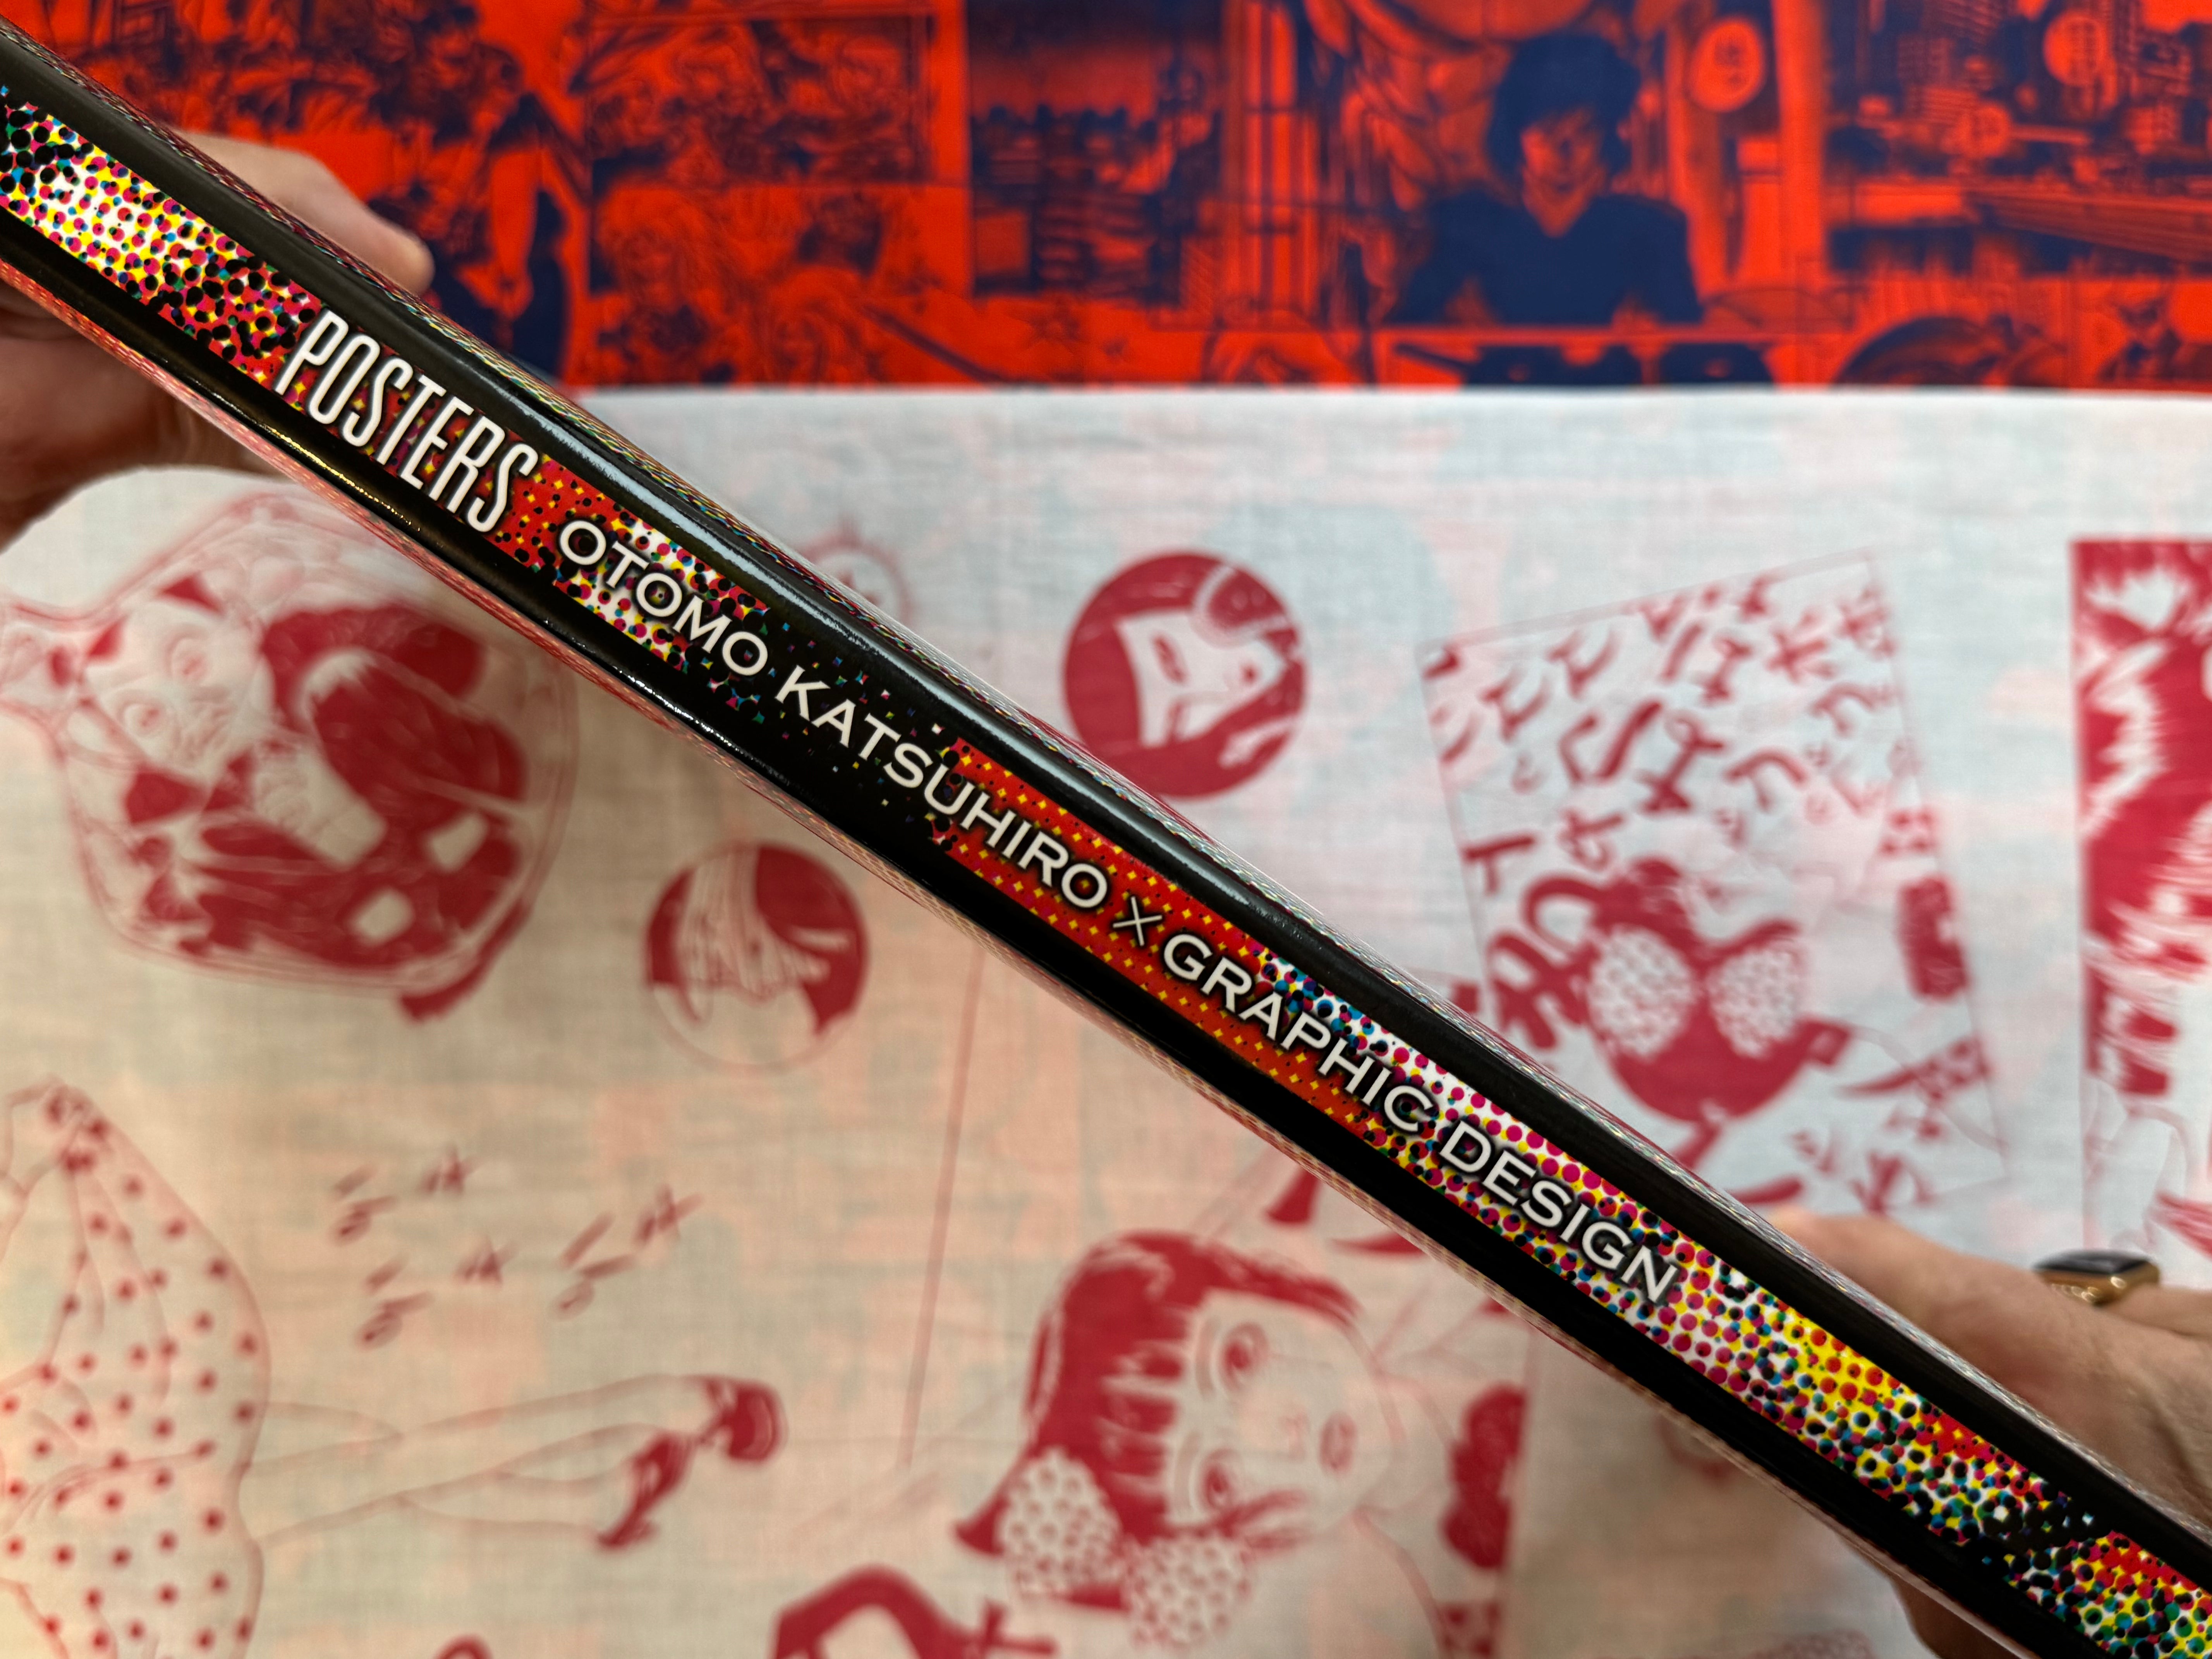 POSTERS OTOMO KATSUHIRO × GRAPHIC DESIGN